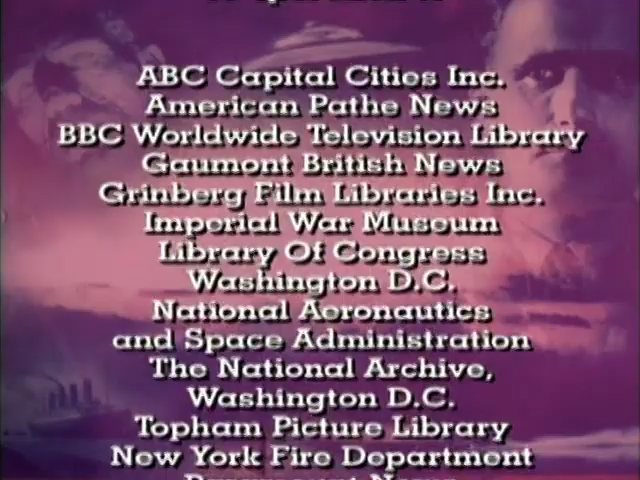 ABC Capital Cities Inc.
American Pathe News
BBC Worldwide Television Library
Gaumont British News
Grinberg Film Libraries Inc.
Imperial War Museum
Library Of Congress
Washington D.C.
National Aeronautics
and Space Administration
The National Archive,
Washington D.C.
Topham Picture Library
New York Fire Department